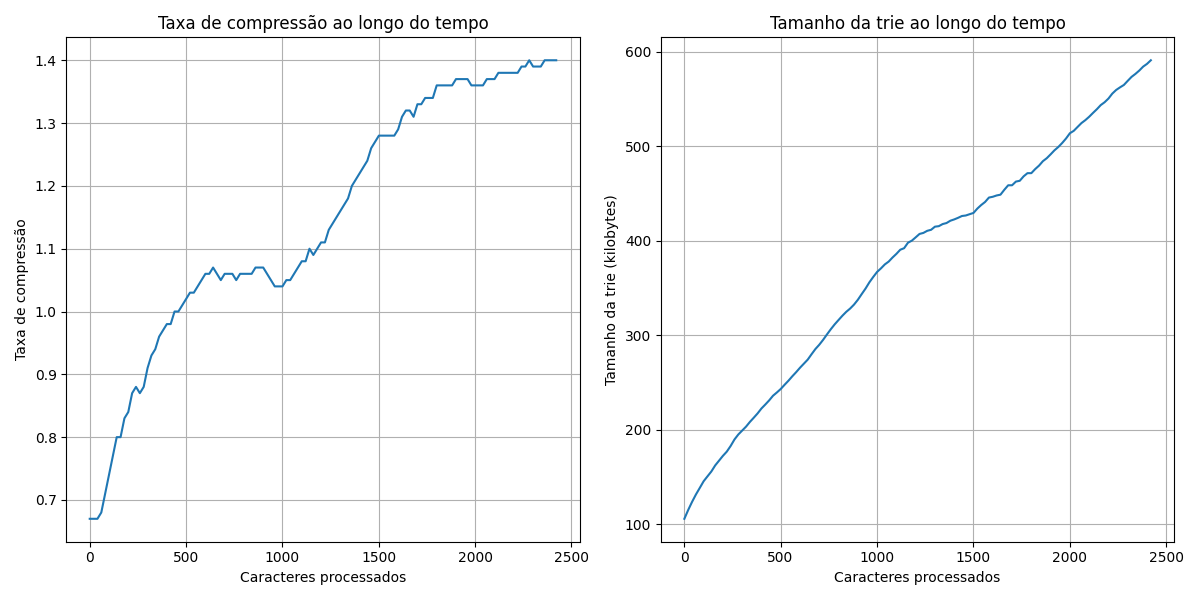 Taxa de compressão ao longo do tempo
1.4
1.3
1.2
1.1
1.0
0.9
0.8
0.7
Taxa de compressão
0 500 1000 1500 2000 2500
Caracteres processados
Tamanho da trie ao longo do tempo
600
500
400
300
200
100
Tamanho da trie (kilobytes)
0 500 1000 1500 2000 2500
Caracteres processados